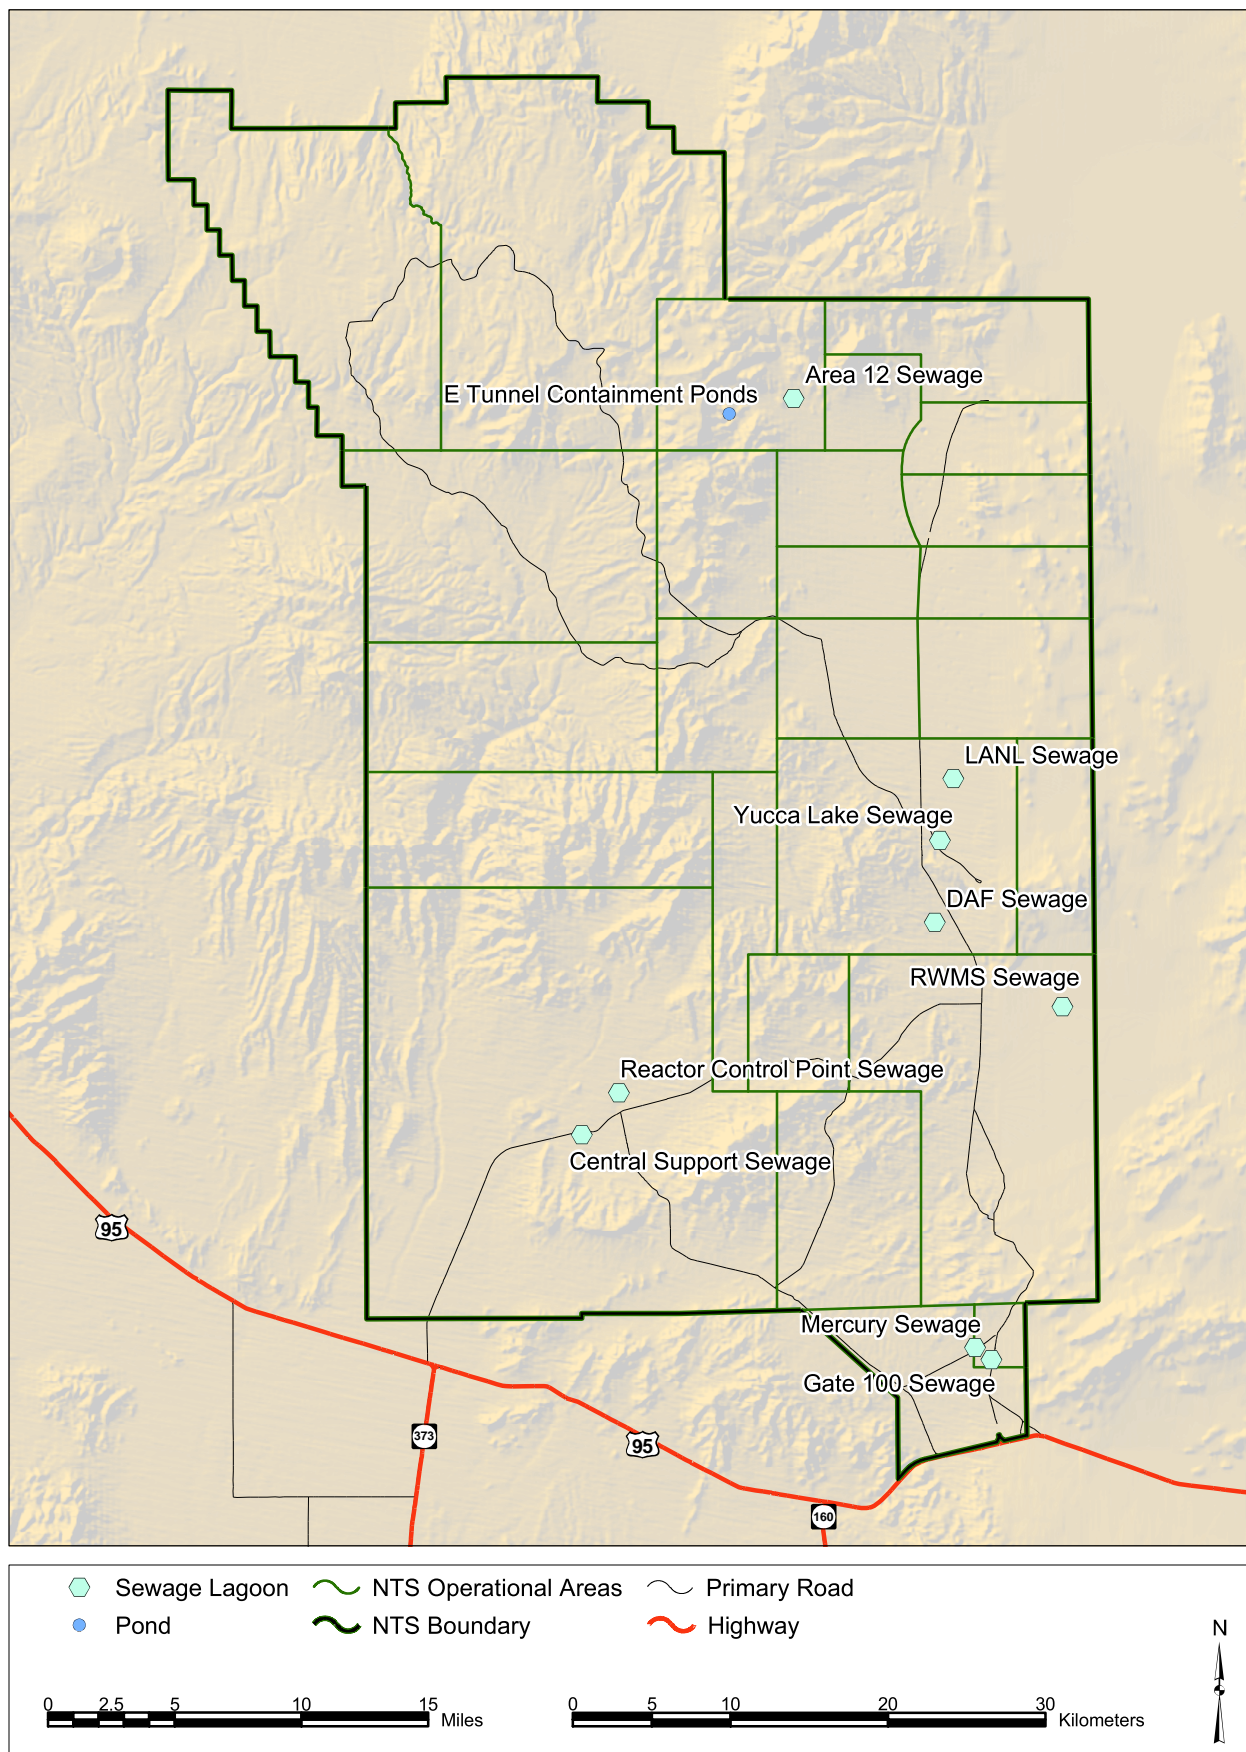 Area 12 Sewage
E Tunnel Containment Ponds
LANL Sewage
Yucca Lake Sewage
DAF Sewage
RWMS Sewage
Reactor Control Point Sewage
Central Support Sewage
95
Mercury Sewage
Gate 100 Sewage
373
95
160
Sewage Lagoon
NTS Operational Areas
Primary Road
Pond
NTS Boundary
Highway
N
0 2.5 5 10 15
Miles
0 5 10 20 30
Kilometers